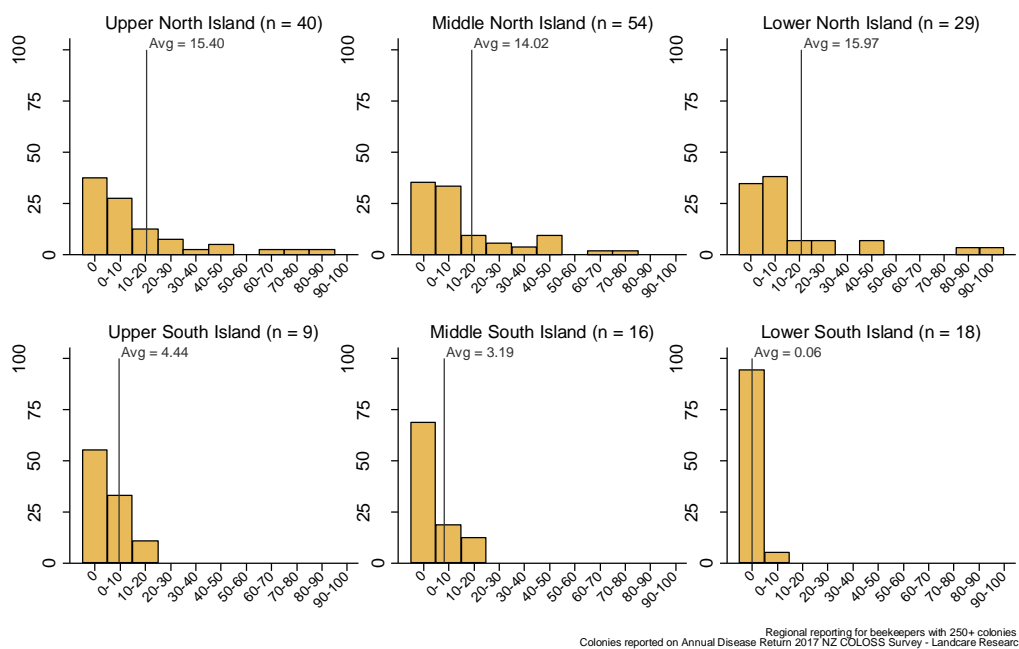 Upper North Island (n = 40)
Avg = 15.40
100
75
50
25
0
0 0-10 10-20 20-30 30-40 40-50 50-60 60-70 70-80 80-90 90-100
Middle North Island (n = 54)
Avg = 14.02
100
75
50
25
0
0 0-10 10-20 20-30 30-40 40-50 50-60 60-70 70-80 80-90 90-100
Lower North Island (n = 29)
Avg = 15.97
100
75
50
25
0
0 0-10 10-20 20-30 30-40 40-50 50-60 60-70 70-80 80-90 90-100
Upper South Island (n = 9)
Avg = 4.44
100
75
50
25
0
0 0-10 10-20 20-30 30-40 40-50 50-60 60-70 70-80 80-90 90-100
Middle South Island (n = 16)
Avg = 3.19
100
75
50
25
0
0 0-10 10-20 20-30 30-40 40-50 50-60 60-70 70-80 80-90 90-100
Lower South Island (n = 18)
Avg = 0.06
100
75
50
25
0
0 0-10 10-20 20-30 30-40 40-50 50-60 60-70 70-80 80-90 90-100
Regional reporting for beekeepers with 250+ colonies
Colonies reported on Annual Disease Return 2017 NZ COLOSS Survey - Landcare Researc